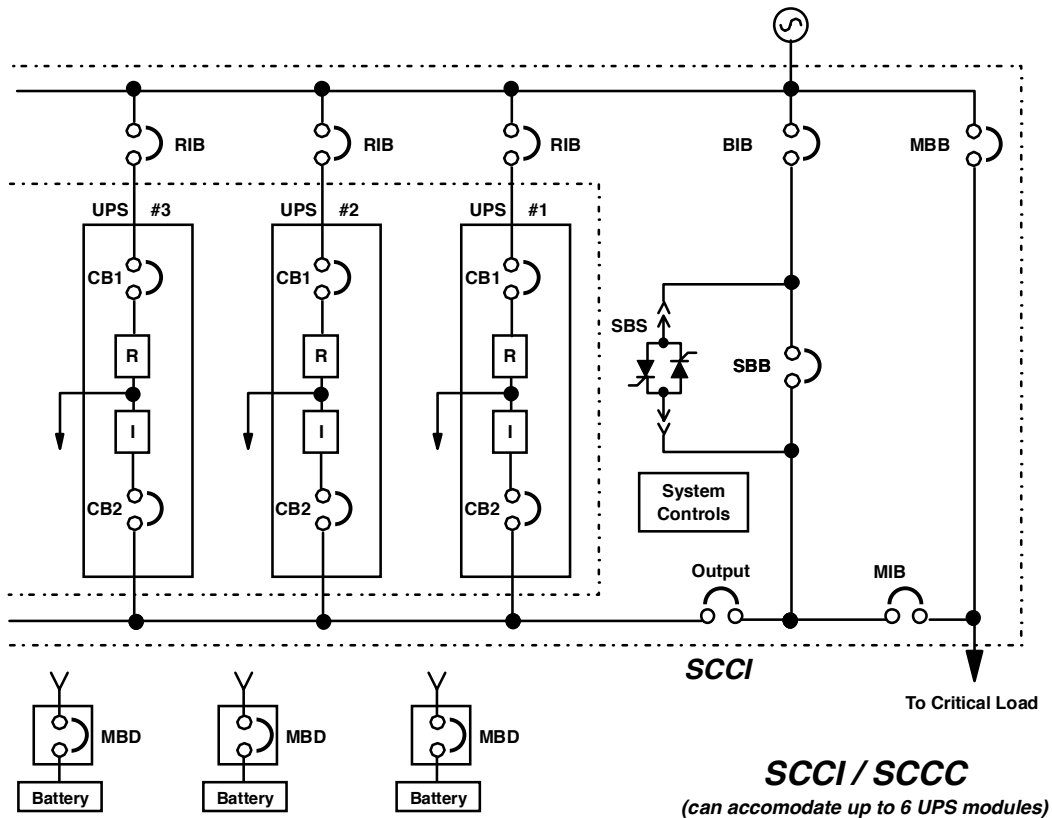 RIB
RIB
RIB
BIB
MBB
UPS #3
UPS #2
UPS #1
CB1
CB1
CB1
SBS
R
R
R
SBB
I
I
I
CB2
CB2
CB2
System
Controls
Output
MIB
SCCI
To Critical Load
MBD
MBD
MBD
Battery
Battery
Battery
SCCI / SCCC
(can accomodate up to 6 UPS modules)